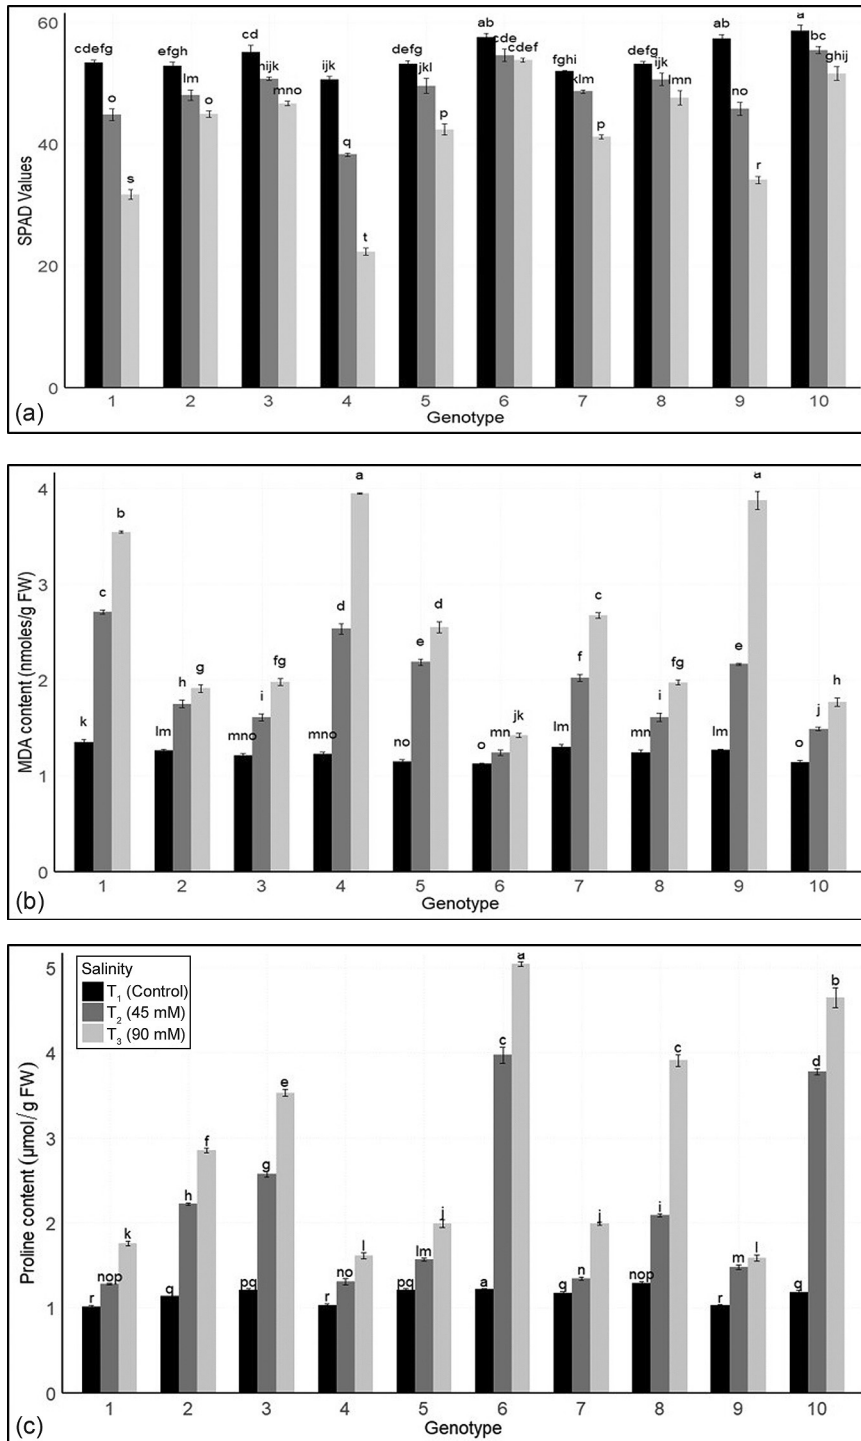 60
40
20
0
SPAD Values
cdefg
o
s
efgh
lm
o
cd
hijk
mno
ijk
q
t
defg
jkl
p
ab
cde
cdef
fghi
klm
p
defg
ijk
lmn
ab
no
r
a
bc
ghij
1 2 3 4 5 6 7 8 9 10
Genotype
(a)
4
3
2
1
0
MDA content (nmoles/g FW)
k
c
b
lm
h
g
mno
i
fg
mno
d
a
no
e
d
o
mn
jk
lm
f
c
mn
i
fg
lm
e
a
o
j
h
1 2 3 4 5 6 7 8 9 10
Genotype
(b)
Salinity
T1 (Control)
T2 (45 mM)
T3 (90 mM)
5
4
3
2
1
0
Proline content (µmol/g FW)
r
nop
k
q
h
f
pq
g
e
r
no
l
pq
lm
j
a
c
a
g
n
j
nop
i
c
r
m
l
g
d
b
1 2 3 4 5 6 7 8 9 10
Genotype
(c)